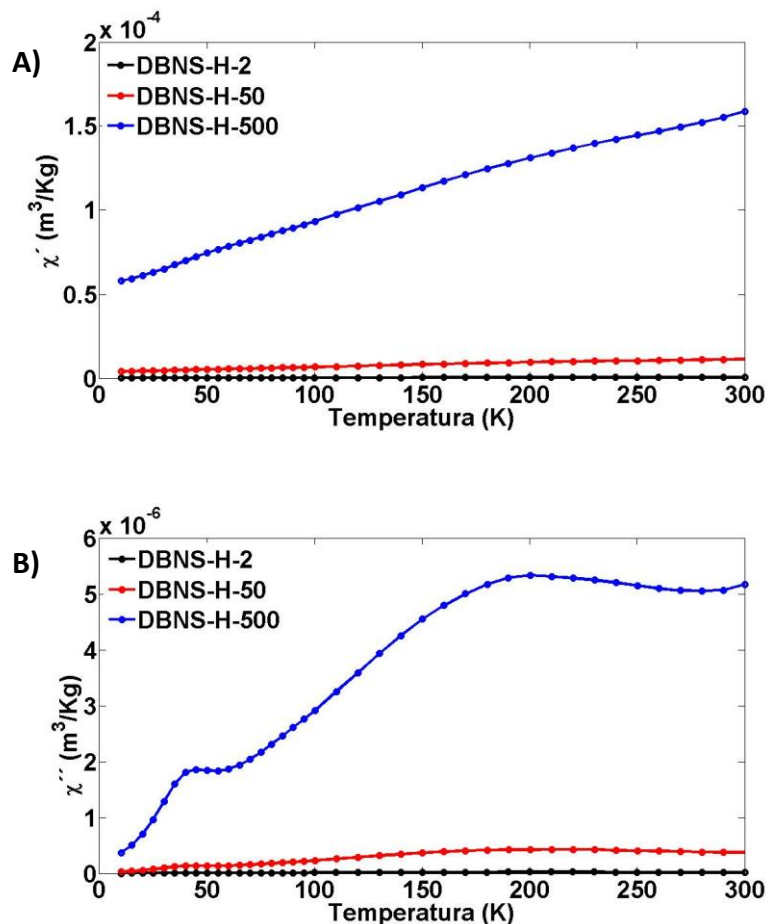 A)
x 10^-4
2
1.5
1
0.5
0
χ´ (m³/Kg)
DBNS-H-2
DBNS-H-50
DBNS-H-500
0 50 100 150 200 250 300
Temperatura (K)
B)
x 10^-6
6
5
4
3
2
1
0
χ´´ (m³/Kg)
DBNS-H-2
DBNS-H-50
DBNS-H-500
0 50 100 150 200 250 300
Temperatura (K)